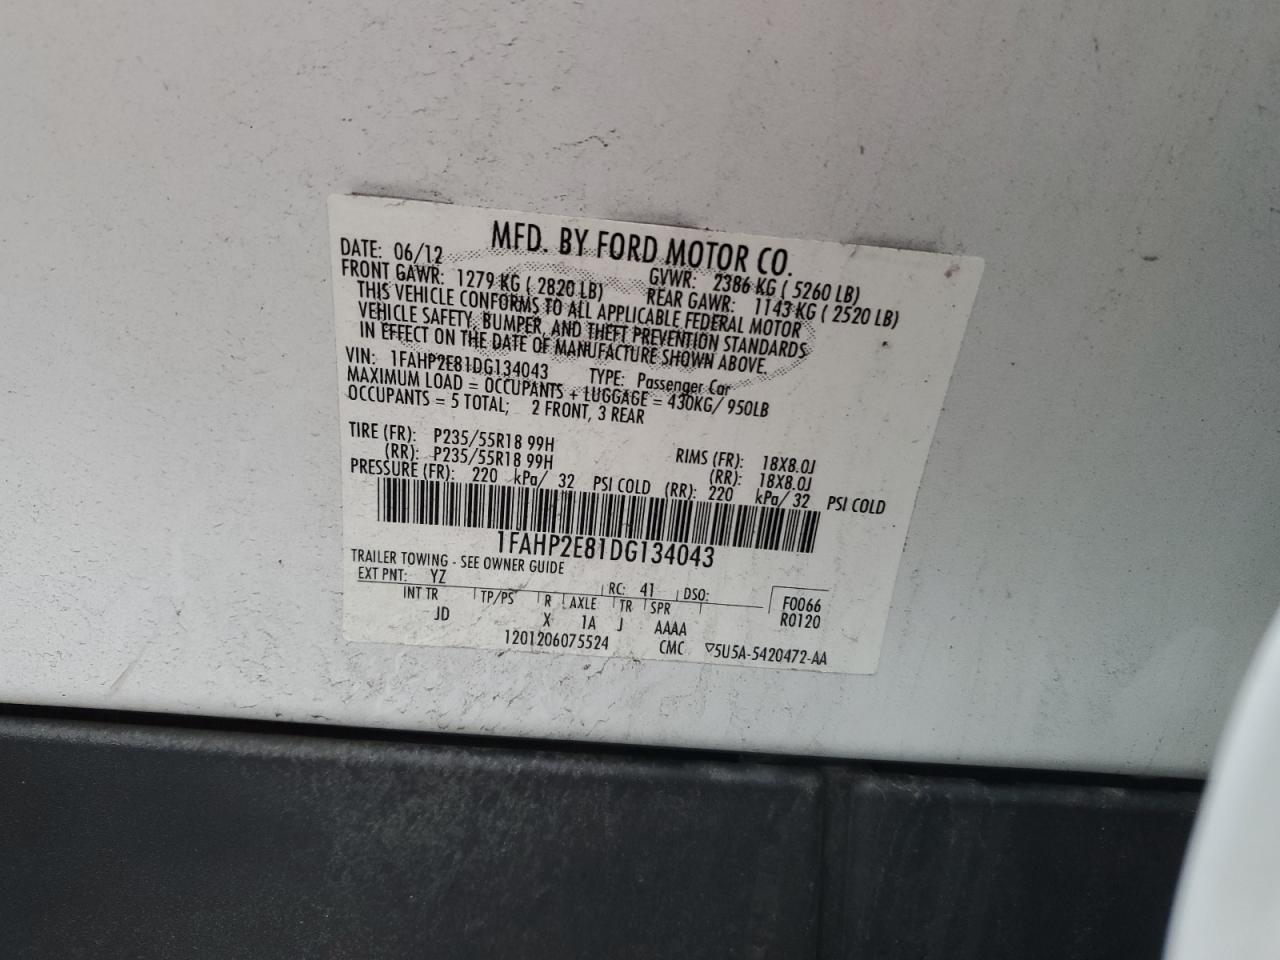 MFD. BY FORD MOTOR CO.
DATE: 06/12 GVWR: 2386 KG ( 5260 LB)
FRONT GAWR: 1279 KG ( 2820 LB) REAR GAWR: 1143 KG ( 2520 LB)
THIS VEHICLE CONFORMS TO ALL APPLICABLE FEDERAL MOTOR
VEHICLE SAFETY, BUMPER, AND THEFT PREVENTION STANDARDS
IN EFFECT ON THE DATE OF MANUFACTURE SHOWN ABOVE.
VIN: 1FAHP2E81DG134043 TYPE: Passenger Car
MAXIMUM LOAD = OCCUPANTS + LUGGAGE = 430KG/ 950LB
OCCUPANTS = 5 TOTAL; 2 FRONT, 3 REAR
TIRE (FR): P235/55R18 99H RIMS (FR): 18X8.0J
(RR): P235/55R18 99H (RR): 18X8.0J
PRESSURE (FR): 220 kPa/ 32 PSI COLD (RR): 220 kPa/ 32 PSI COLD
1FAHP2E81DG134043
TRAILER TOWING - SEE OWNER GUIDE
EXT PNT: YZ RC: 41 DSO: F0066
INT TR TP/PS R AXLE TR SPR R0120
JD X 1A J AAAA
1201206075524 CMC ▽5U5A-5420472-AA